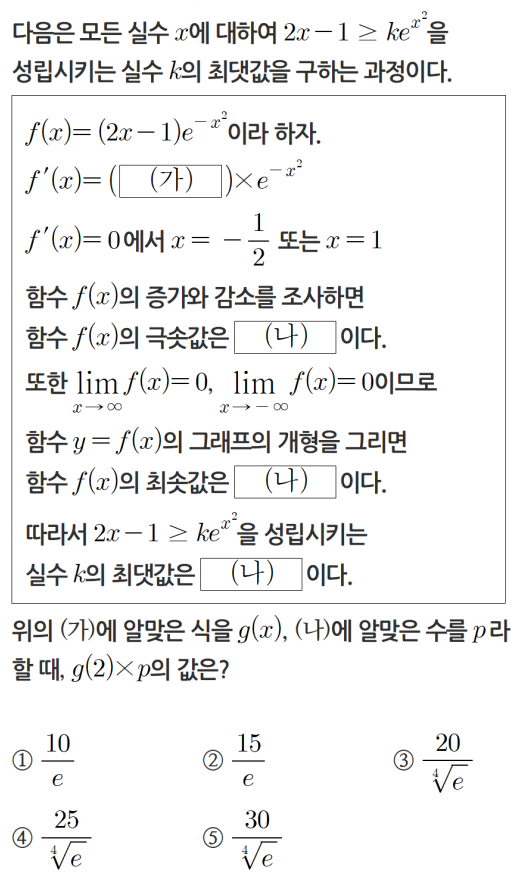 다음은 모든 실수 x에 대하여 2x−1 ≥ ke^{x^2}을
성립시키는 실수 k의 최댓값을 구하는 과정이다.
f(x)=(2x−1)e^{−x^2}이라 하자.
f′(x)=( (가) )×e^{−x^2}
f′(x)=0에서 x = −\frac{1}{2} 또는 x=1
함수 f(x)의 증가와 감소를 조사하면
함수 f(x)의 극솟값은 (나) 이다.
또한 \lim_{x→∞} f(x)=0, \lim_{x→−∞} f(x)=0이므로
함수 y=f(x)의 그래프의 개형을 그리면
함수 f(x)의 최솟값은 (나) 이다.
따라서 2x−1 ≥ ke^{x^2}을 성립시키는
실수 k의 최댓값은 (나) 이다.
위의 (가)에 알맞은 식을 g(x), (나)에 알맞은 수를 p라
할 때, g(2)×p의 값은?
① \frac{10}{e} ② \frac{15}{e} ③ \frac{20}{\sqrt[4]{e}}
④ \frac{25}{\sqrt[4]{e}} ⑤ \frac{30}{\sqrt[4]{e}}